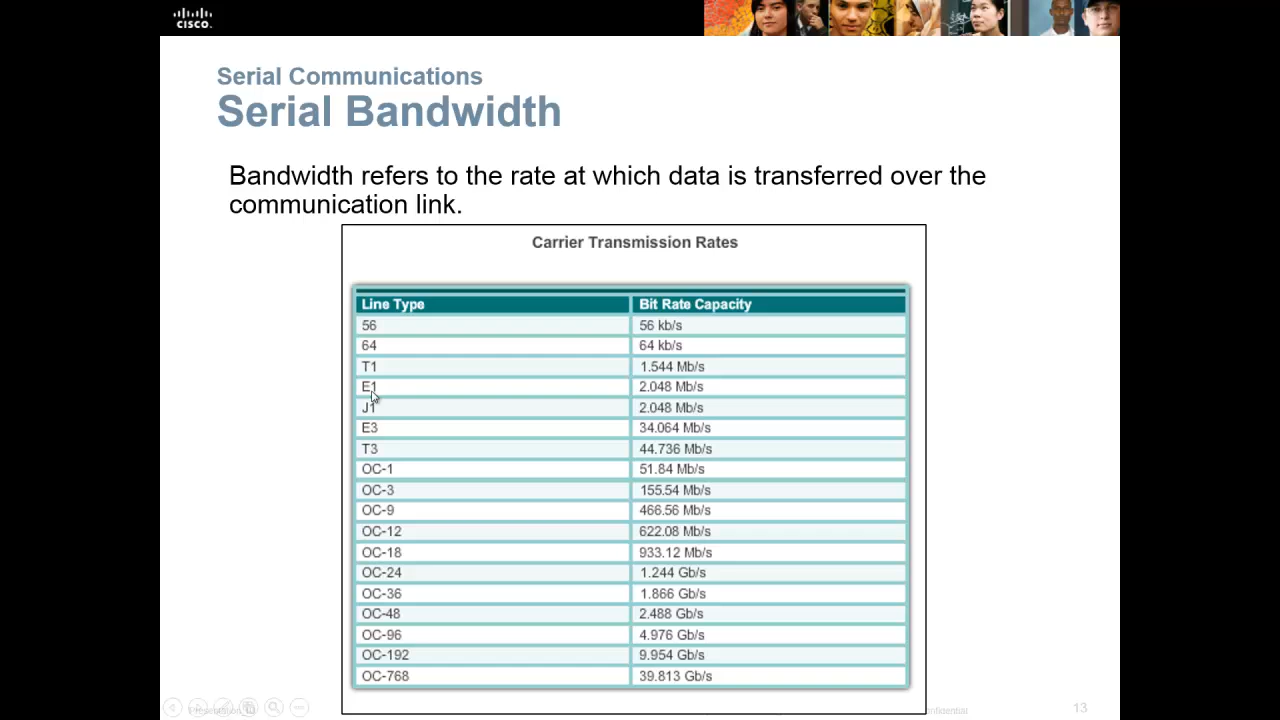 CISCO.
Serial Communications
Serial Bandwidth
Bandwidth refers to the rate at which data is transferred over the
communication link.
Carrier Transmission Rates
Line Type Bit Rate Capacity
56 56 kb/s
64 64 kb/s
T1 1.544 Mb/s
E1 2.048 Mb/s
J1 2.048 Mb/s
E3 34.064 Mb/s
T3 44.736 Mb/s
OC-1 51.84 Mb/s
OC-3 155.54 Mb/s
OC-9 466.56 Mb/s
OC-12 622.08 Mb/s
OC-18 933.12 Mb/s
OC-24 1.244 Gb/s
OC-36 1.866 Gb/s
OC-48 2.488 Gb/s
OC-96 4.976 Gb/s
OC-192 9.954 Gb/s
OC-768 39.813 Gb/s
13